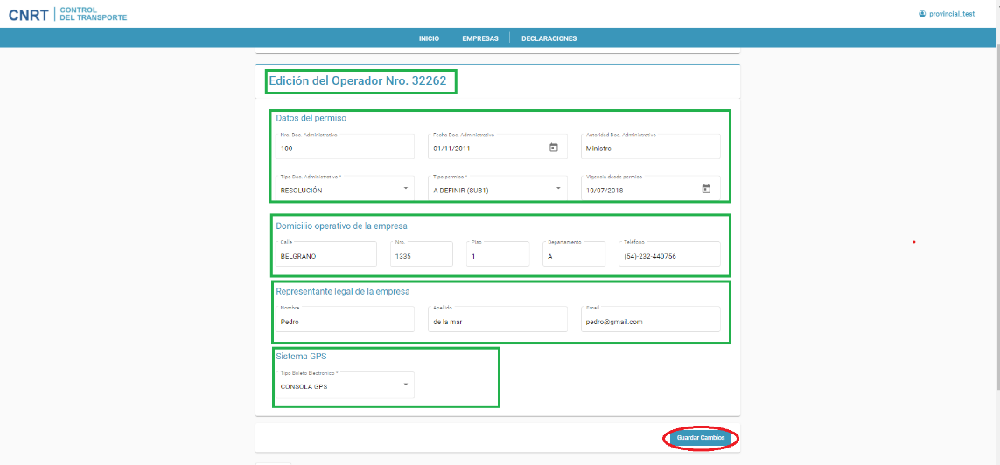 CNRT CONTROL DEL TRANSPORTE
provincial_test
INICIO EMPRESAS DECLARACIONES
Edición del Operador Nro. 32262
Datos del permiso
Nro. Doc. Administrativo Fecha Doc. Administrativo Autoridad Doc. Administrativo
100 01/11/2011 Ministro
Tipo Doc. Administrativo * Tipo permiso * Vigencia desde permiso
RESOLUCIÓN A DEFINIR (SUB1) 10/07/2018
Domicilio operativo de la empresa
Calle Nro. Piso Departamento Teléfono
BELGRANO 1335 1 A (54)-232-440756
Representante legal de la empresa
Nombre Apellido Email
Pedro de la mar pedro@gmail.com
Sistema GPS
Tipo Boleto Electronico *
CONSOLA GPS
Guardar Cambios